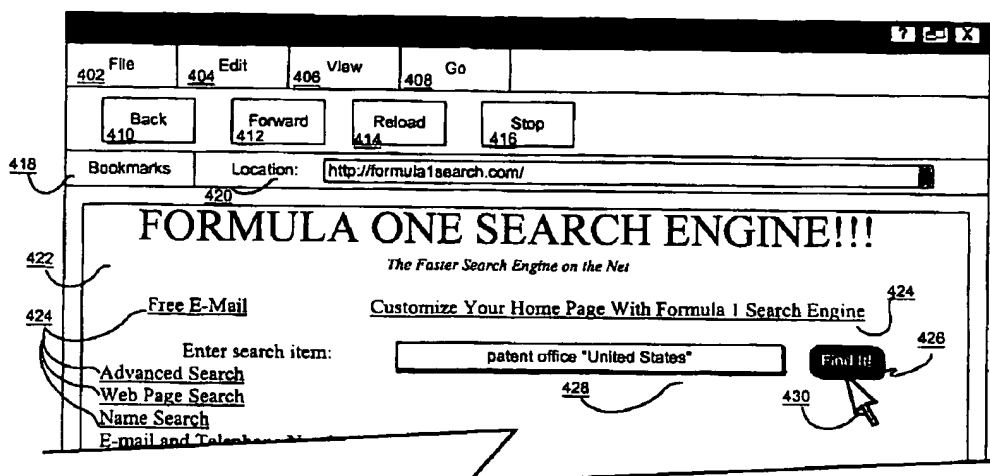 ? X
File Edit View Go
402 404 406 408
Back Forward Reload Stop
410 412 414 416
418 Bookmarks Location: http://formula1search.com/
420
FORMULA ONE SEARCH ENGINE!!!
422 The Faster Search Engine on the Net
Free E-Mail Customize Your Home Page With Formula 1 Search Engine 424
424
Enter search item: patent office "United States" Find It! 426
Advanced Search
Web Page Search 428 430
Name Search
E-mail and Telephone